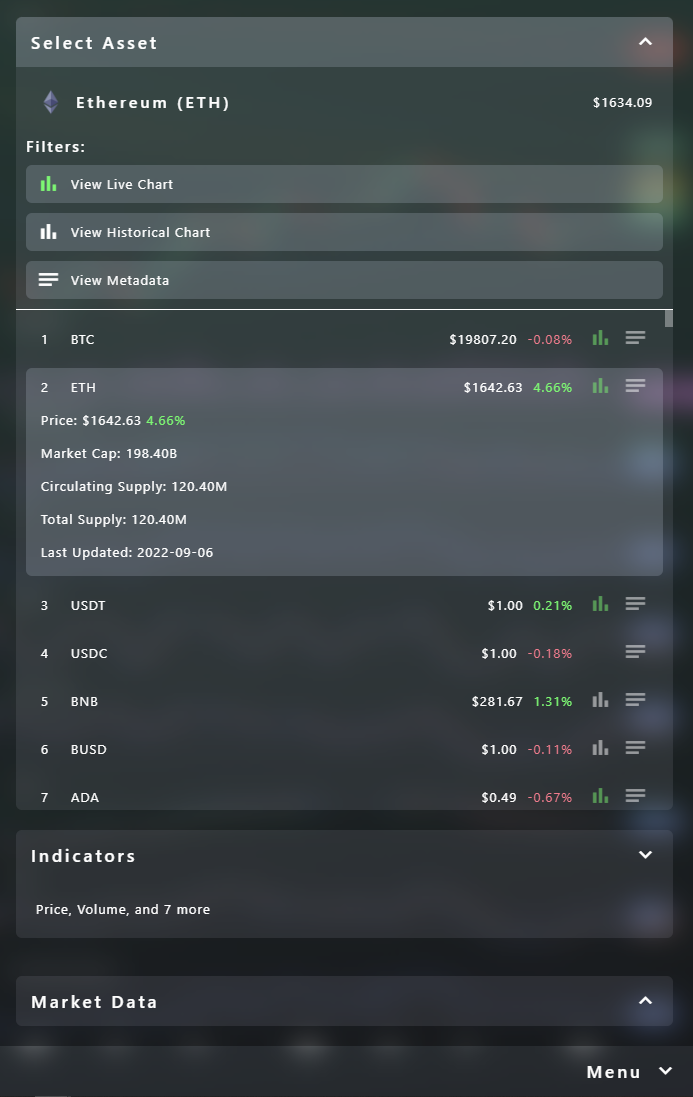 Select Asset
Ethereum (ETH) $1634.09
Filters:
View Live Chart
View Historical Chart
View Metadata
1 BTC $19807.20 -0.08%
2 ETH $1642.63 4.66%
Price: $1642.63 4.66%
Market Cap: 198.40B
Circulating Supply: 120.40M
Total Supply: 120.40M
Last Updated: 2022-09-06
3 USDT $1.00 0.21%
4 USDC $1.00 -0.18%
5 BNB $281.67 1.31%
6 BUSD $1.00 -0.11%
7 ADA $0.49 -0.67%
Indicators
Price, Volume, and 7 more
Market Data
Menu